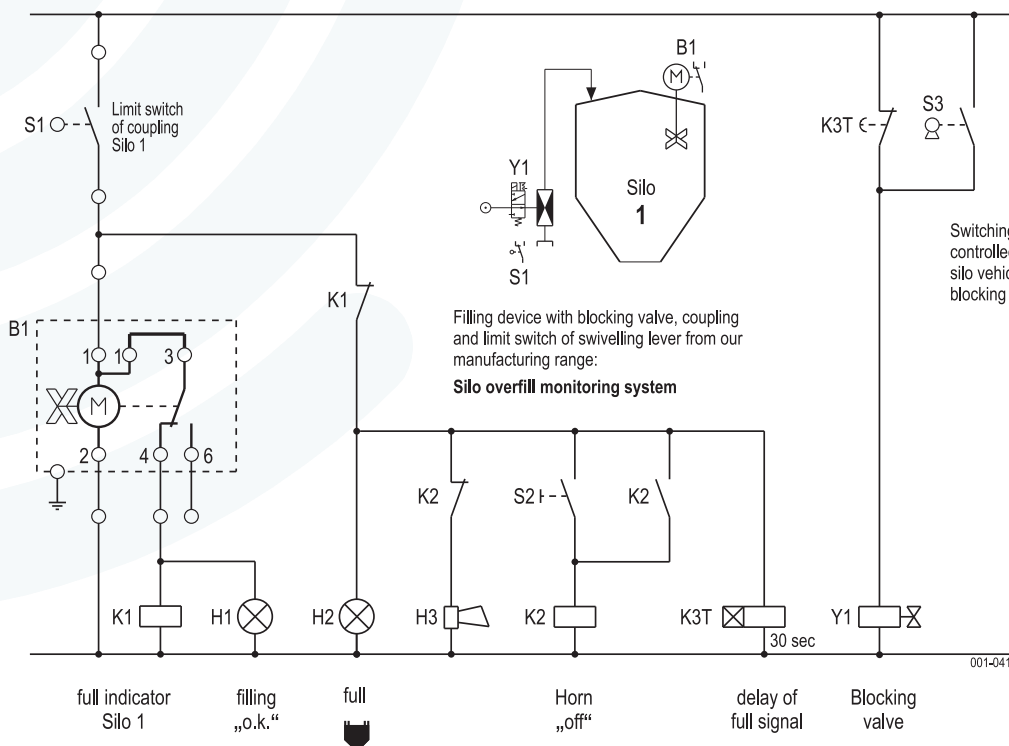 S1
Limit switch
of coupling
Silo 1
B1
M
Y1
Silo
1
S1
K3T
S3
Switching
controlled
silo vehic
blocking
K1
Filling device with blocking valve, coupling
and limit switch of swivelling lever from our
manufacturing range:
Silo overfill monitoring system
B1
1
1
3
M
2
4
6
K2
S2
K2
K1
H1
H2
H3
K2
K3T
30 sec
Y1
001-041
full indicator
Silo 1
filling
„o.k.“
full
Horn
„off“
delay of
full signal
Blocking
valve